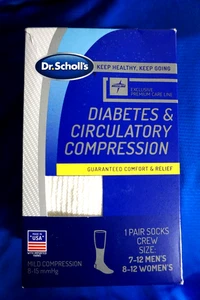 Dr. Scholl's
KEEP HEALTHY, KEEP GOING
EXCLUSIVE
PREMIUM CARE LINE
DIABETES &
CIRCULATORY
COMPRESSION
GUARANTEED COMFORT & RELIEF
MADE IN
"USA"
1 PAIR SOCKS
CREW
SIZE:
7-12 MEN'S
8-12 WOMEN'S
MILD COMPRESSION
8-15 mmHg